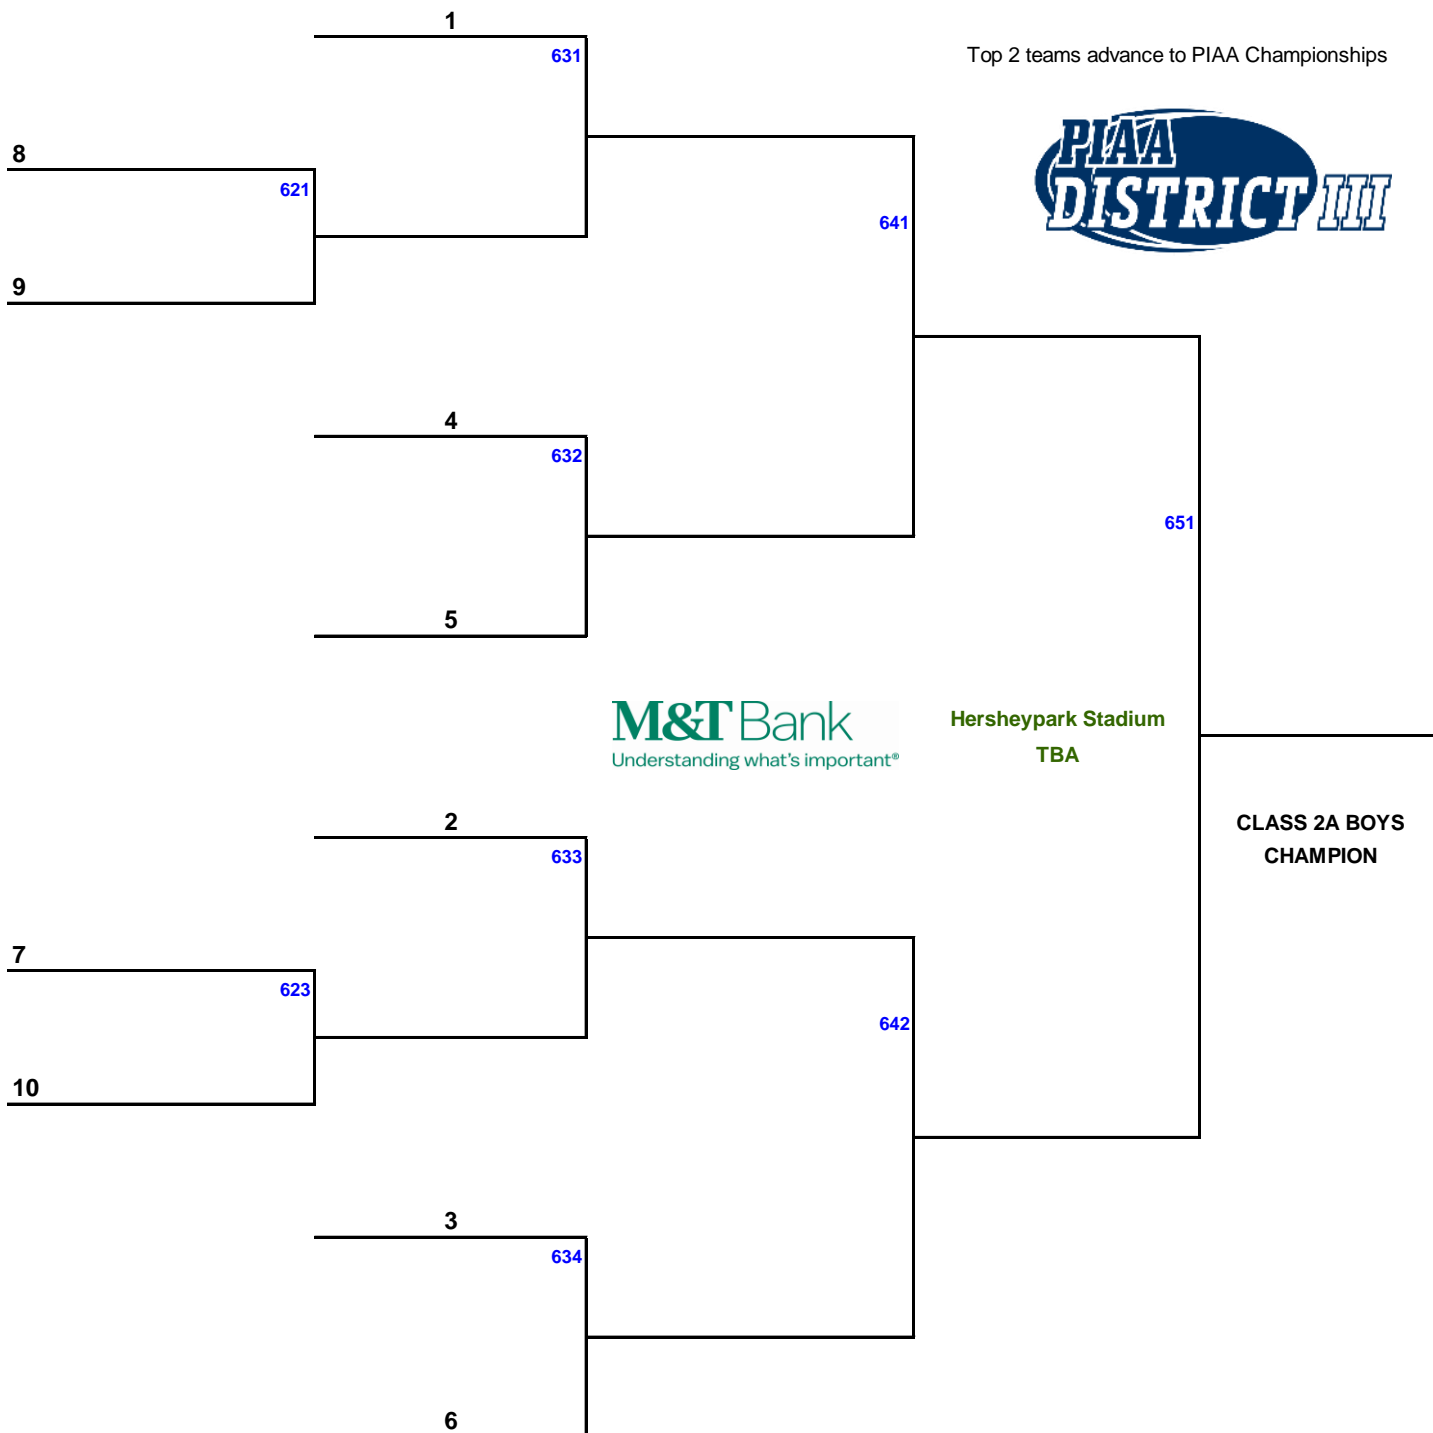 1
631
Top 2 teams advance to PIAA Championships
PIAA
DISTRICT III
8
621
641
9
4
632
651
5
M&T Bank
Understanding what's important®
Hersheypark Stadium
TBA
2
633
CLASS 2A BOYS
CHAMPION
7
623
642
10
3
634
6